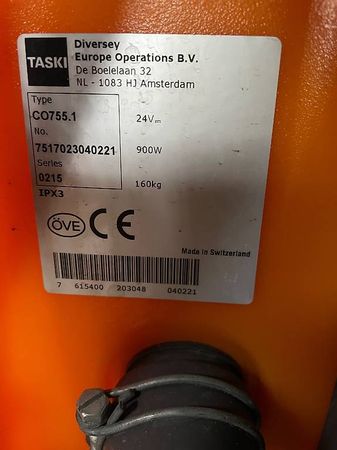 TASKI
Diversey
Europe Operations B.V.
De Boelelaan 32
NL - 1083 HJ Amsterdam
Type
CO755.1 24V
No.
7517023040221 900W
Series
0215 160kg
IPX3
ÖVE CE
Made in Switzerland
7 615400 203048 040221